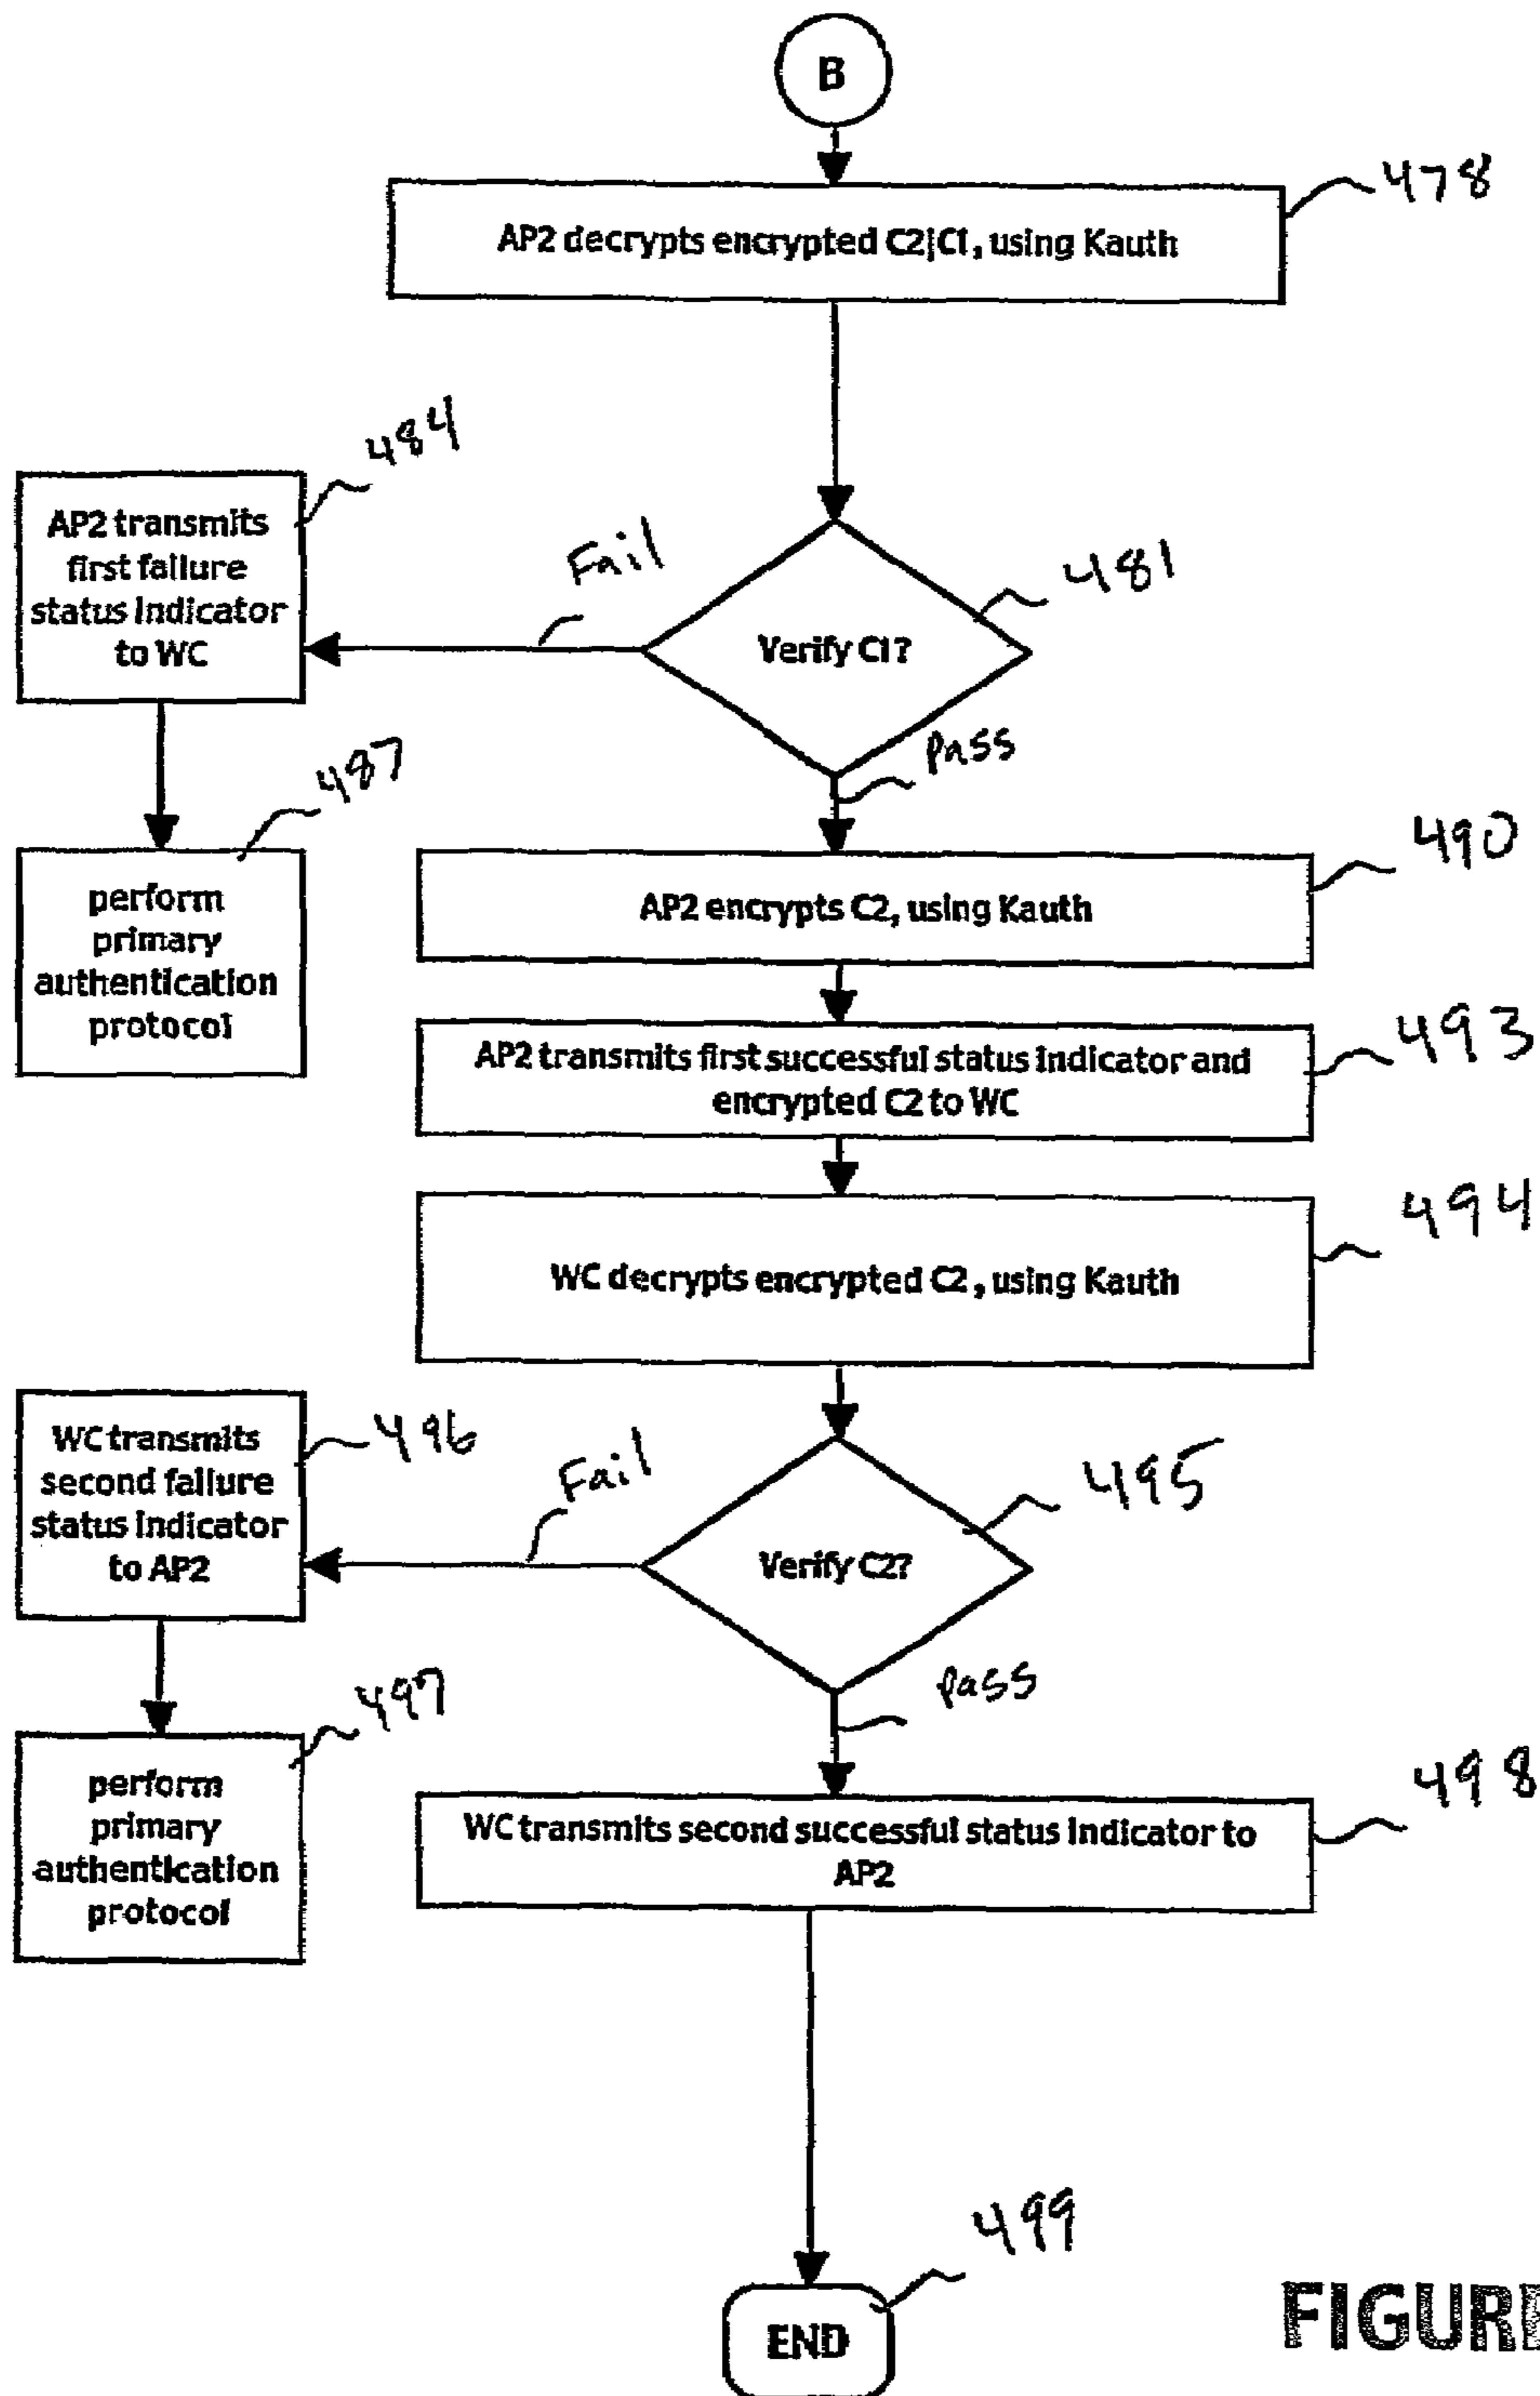 B
AP2 decrypts encrypted C2|C1, using Kauth
478
484
AP2 transmits
first failure
status indicator
to WC
Fail
Verify C1?
481
Pass
487
perform
primary
authentication
protocol
AP2 encrypts C2, using Kauth
490
AP2 transmits first successful status indicator and
encrypted C2 to WC
493
WC decrypts encrypted C2, using Kauth
494
WC transmits
second failure
status indicator
to AP2
496
Fail
Verify C2?
495
Pass
497
perform
primary
authentication
protocol
WC transmits second successful status indicator to
AP2
498
499
END